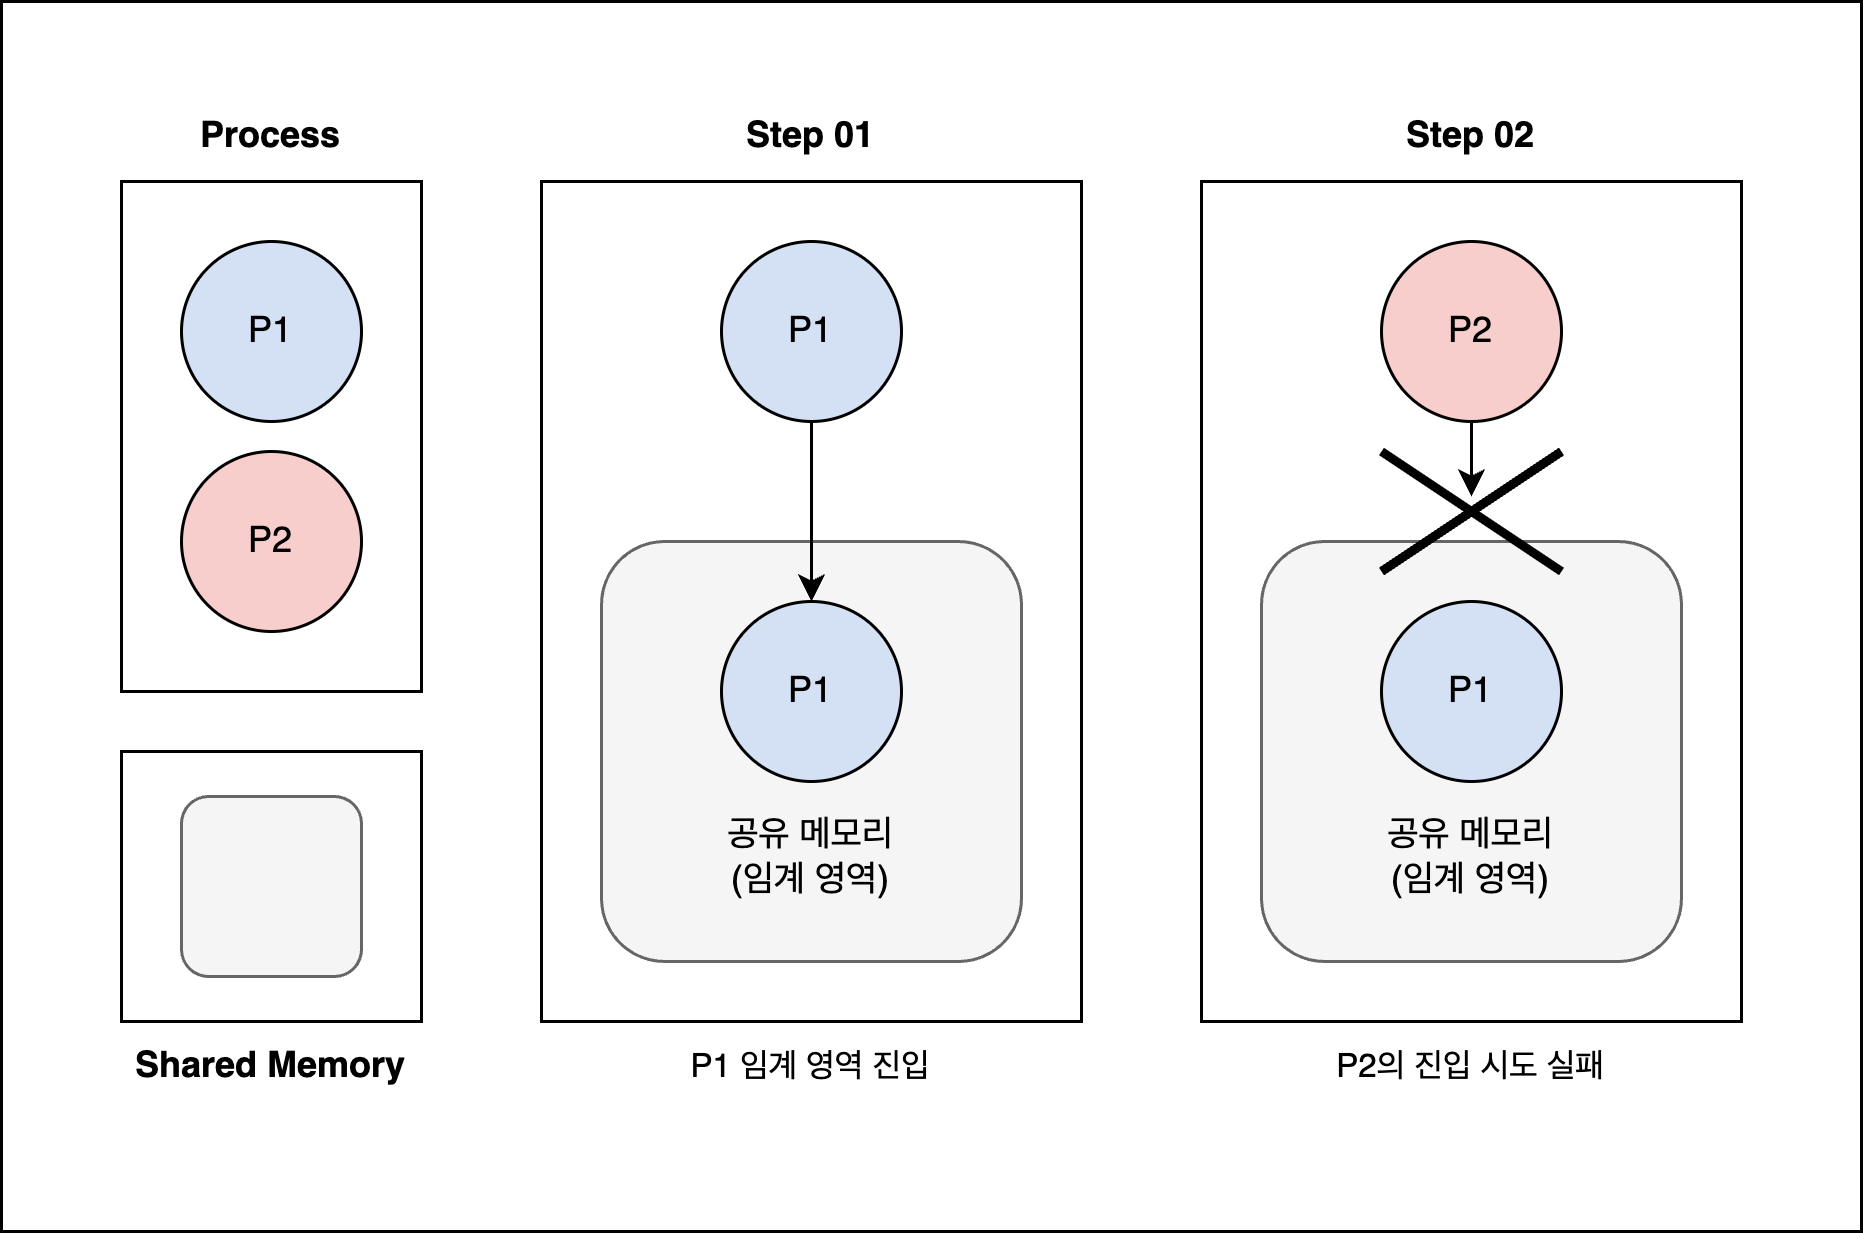 Process
P1
P2
Shared Memory
Step 01
P1
P1
공유 메모리
(임계 영역)
P1 임계 영역 진입
Step 02
P2
P1
공유 메모리
(임계 영역)
P2의 진입 시도 실패